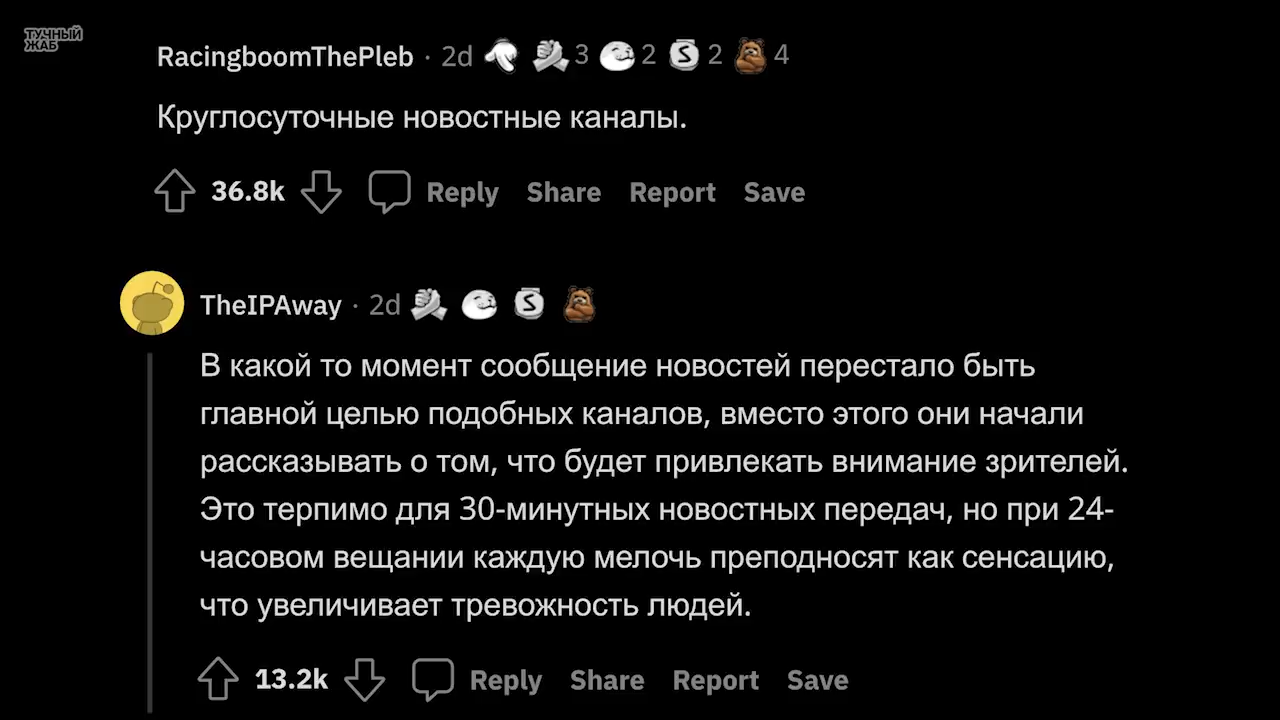 ТУЧНЫЙ
ЖАБ
RacingboomThePleb · 2d 3 2 S 2 4
Круглосуточные новостные каналы.
36.8k Reply Share Report Save
TheIPAway · 2d S
В какой то момент сообщение новостей перестало быть
главной целью подобных каналов, вместо этого они начали
рассказывать о том, что будет привлекать внимание зрителей.
Это терпимо для 30-минутных новостных передач, но при 24-
часовом вещании каждую мелочь преподносят как сенсацию,
что увеличивает тревожность людей.
13.2k Reply Share Report Save